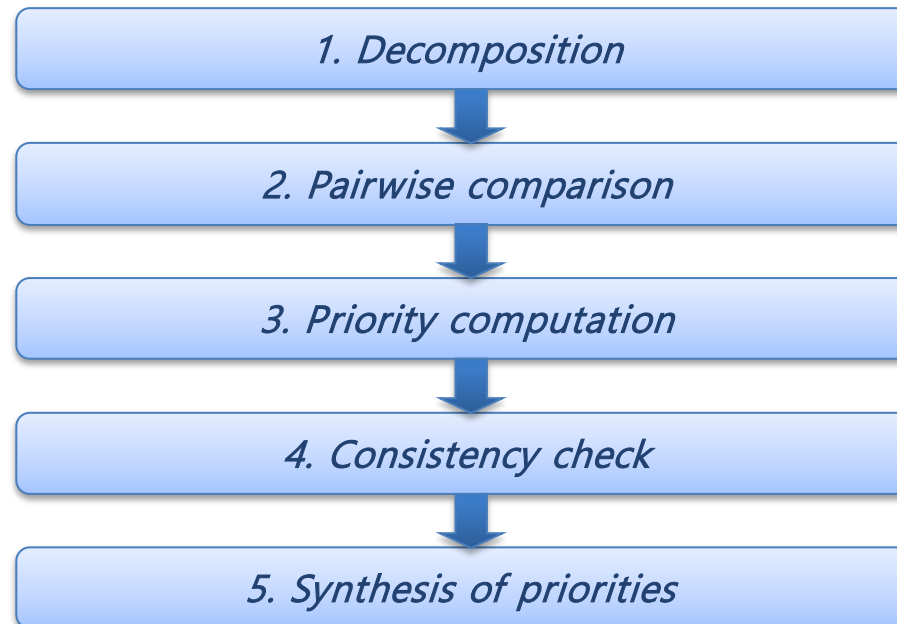 1. Decomposition
2. Pairwise comparison
3. Priority computation
4. Consistency check
5. Synthesis of priorities